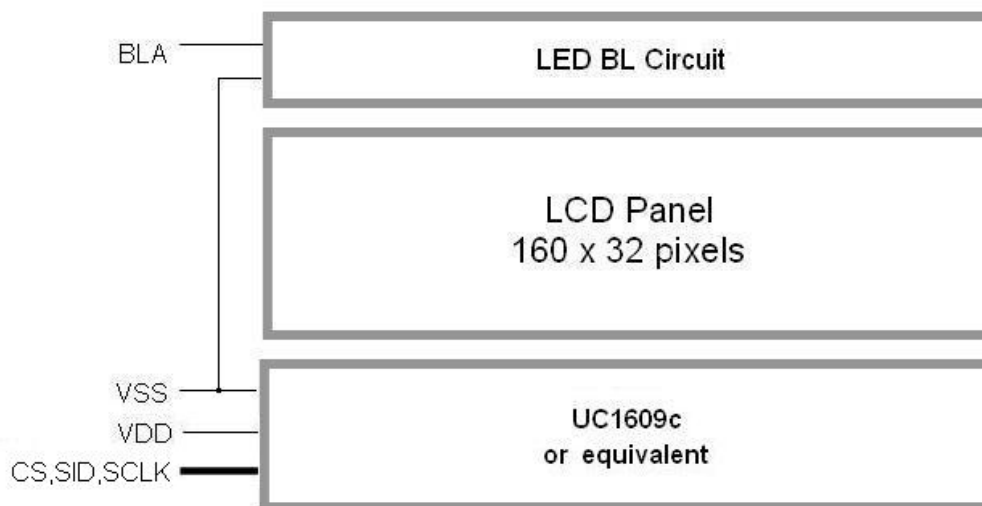 BLA
LED BL Circuit
LCD Panel
160 x 32 pixels
VSS
VDD
CS,SID,SCLK
UC1609c
or equivalent